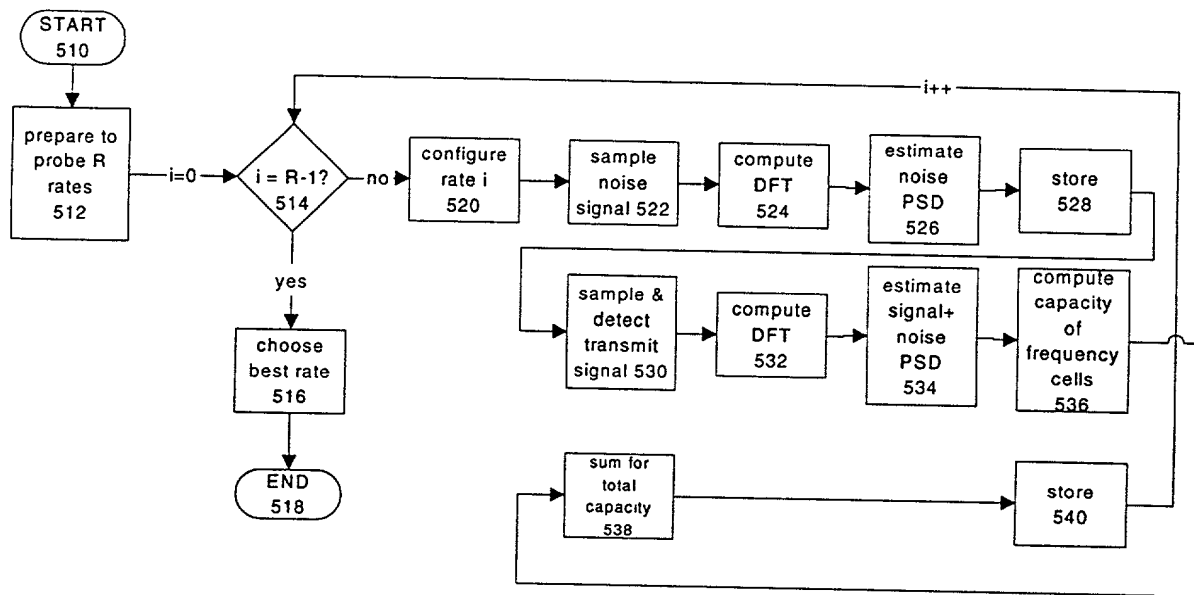 START
510
prepare to
probe R
rates
512
i=0
i = R-1?
514
no
yes
choose
best rate
516
END
518
i++
configure
rate i
520
sample
noise
signal 522
compute
DFT
524
estimate
noise
PSD
526
store
528
sample &
detect
transmit
signal 530
compute
DFT
532
estimate
signal+
noise
PSD
534
compute
capacity
of
frequency
cells
536
sum for
total
capacity
538
store
540